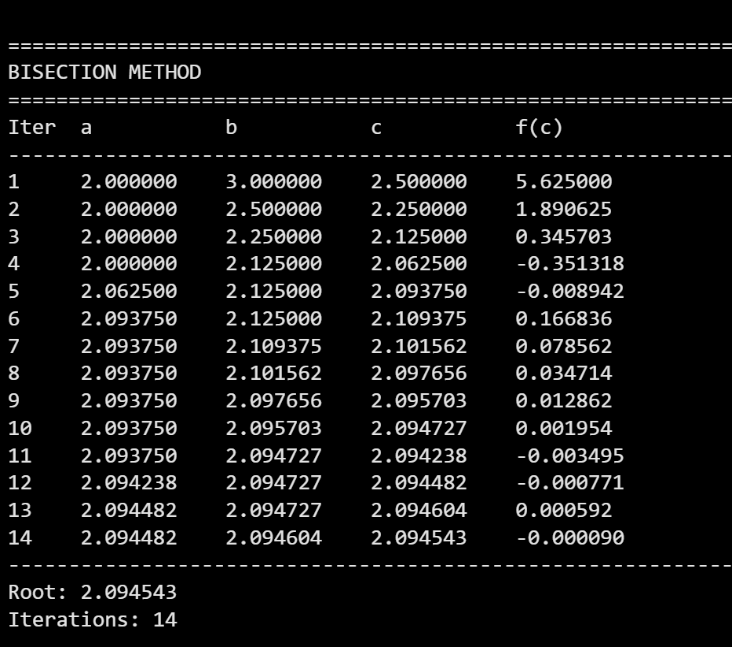 ============================================================
BISECTION METHOD
============================================================
Iter  a           b           c           f(c)
------------------------------------------------------------
1     2.000000    3.000000    2.500000    5.625000
2     2.000000    2.500000    2.250000    1.890625
3     2.000000    2.250000    2.125000    0.345703
4     2.000000    2.125000    2.062500    -0.351318
5     2.062500    2.125000    2.093750    -0.008942
6     2.093750    2.125000    2.109375    0.166836
7     2.093750    2.109375    2.101562    0.078562
8     2.093750    2.101562    2.097656    0.034714
9     2.093750    2.097656    2.095703    0.012862
10    2.093750    2.095703    2.094727    0.001954
11    2.093750    2.094727    2.094238    -0.003495
12    2.094238    2.094727    2.094482    -0.000771
13    2.094482    2.094727    2.094604    0.000592
14    2.094482    2.094604    2.094543    -0.000090
------------------------------------------------------------
Root: 2.094543
Iterations: 14